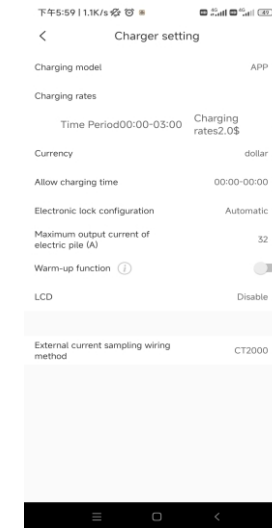 下午5:59 | 1.1K/s
Charger setting
Charging model APP
Charging rates
Time Period00:00-03:00 Charging
rates2.0$
Currency dollar
Allow charging time 00:00-00:00
Electronic lock configuration Automatic
Maximum output current of
electric pile (A) 32
Warm-up function
LCD Disable
External current sampling wiring
method CT2000